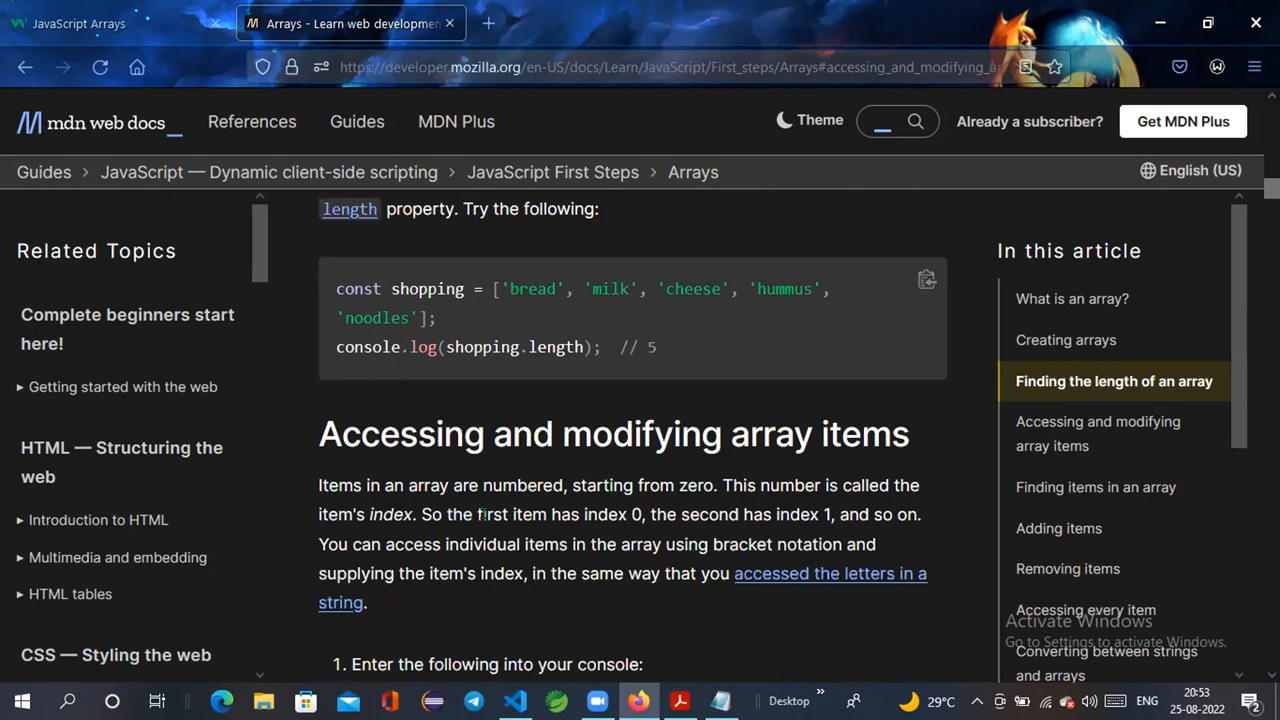 JavaScript Arrays
Arrays - Learn web developmen
https://developer.mozilla.org/en-US/docs/Learn/JavaScript/First_steps/Arrays#accessing_and_modifying_a
mdn web docs
References
Guides
MDN Plus
Theme
Already a subscriber?
Get MDN Plus
Guides > JavaScript — Dynamic client-side scripting > JavaScript First Steps > Arrays
English (US)
Related Topics
Complete beginners start
here!
Getting started with the web
HTML — Structuring the
web
Introduction to HTML
Multimedia and embedding
HTML tables
CSS — Styling the web
length property. Try the following:
const shopping = ['bread', 'milk', 'cheese', 'hummus',
'noodles'];
console.log(shopping.length); // 5
Accessing and modifying array items
Items in an array are numbered, starting from zero. This number is called the
item's index. So the first item has index 0, the second has index 1, and so on.
You can access individual items in the array using bracket notation and
supplying the item's index, in the same way that you accessed the letters in a
string.
1. Enter the following into your console:
In this article
What is an array?
Creating arrays
Finding the length of an array
Accessing and modifying
array items
Finding items in an array
Adding items
Removing items
Accessing every item
Converting between strings
and arrays
Activate Windows
Go to Settings to activate Windows.
Desktop
29°C
ENG
20:53
25-08-2022
2